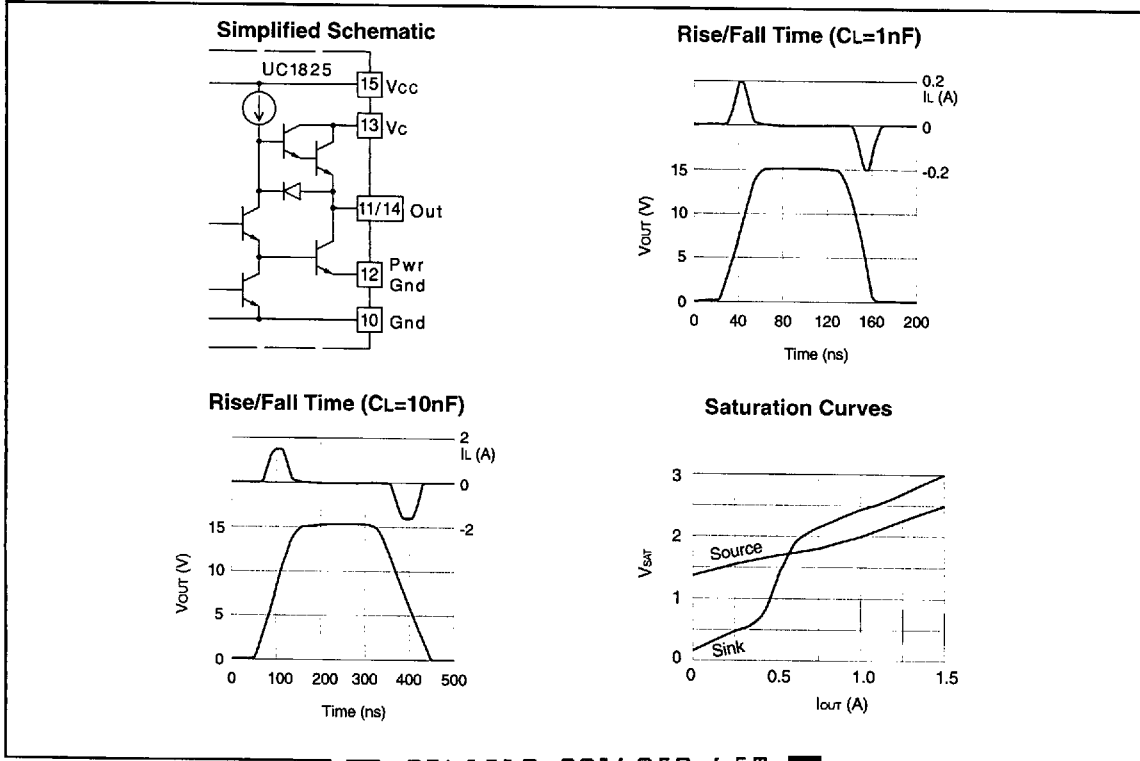 Simplified Schematic
UC1825
15 Vcc
13 Vc
11/14 Out
12 Pwr Gnd
10 Gnd
Rise/Fall Time (CL=1nF)
0.2
IL (A)
0
-0.2
15
10
5
0
VOUT (V)
0 40 80 120 160 200
Time (ns)
Rise/Fall Time (CL=10nF)
2
IL (A)
0
-2
15
10
5
0
VOUT (V)
0 100 200 300 400 500
Time (ns)
Saturation Curves
3
2
1
0
VSAT
Source
Sink
0 0.5 1.0 1.5
IOUT (A)